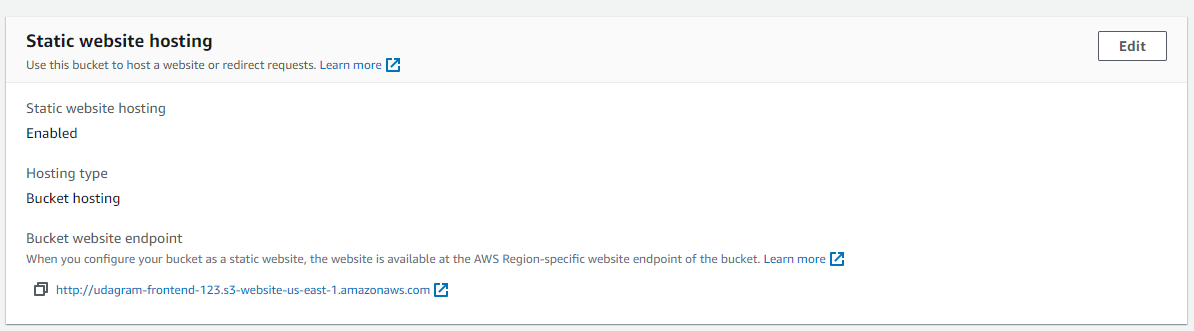 Static website hosting
Edit
Use this bucket to host a website or redirect requests. Learn more
Static website hosting
Enabled
Hosting type
Bucket hosting
Bucket website endpoint
When you configure your bucket as a static website, the website is available at the AWS Region-specific website endpoint of the bucket. Learn more
http://udagram-frontend-123.s3-website-us-east-1.amazonaws.com